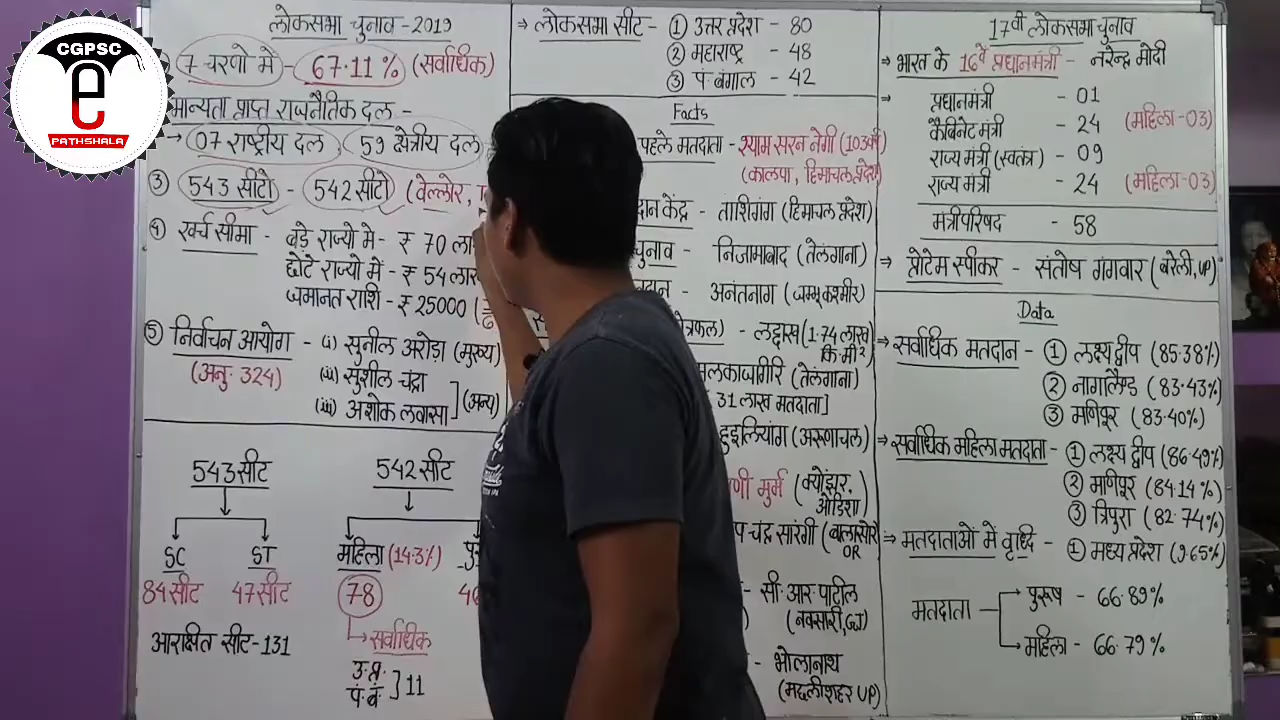 CGPSC
e
PATHSHALA
लोकसभा चुनाव - 2019
7 चरणो में - 67.11 % (सर्वाधिक)
मान्यता प्राप्त राजनैतिक दल -
→ 07 राष्ट्रीय दल, 59 क्षेत्रीय दल
③ 543 सीटो - 542 सीटो (वेल्लोर,
④ खर्च सीमा - बड़े राज्यो मे - ₹ 70
छोटे राज्यों में - ₹ 54
जमानत राशि - ₹ 25000
⑤ निर्वाचन आयोग - (i) सुनील अरोड़ा (मुख्य)
(अनु. 324) (ii) सुशील चंद्रा
(iii) अशोक लवासा ] (अन्य)
543 सीट
SC ST
84 सीट 47 सीट
आरक्षित सीट - 131
542 सीट
महिला (14.3%)
78
सर्वाधिक
उ.प्र.
पं.बं. ] 11
⇒ लोकसभा सीट - ① उत्तर प्रदेश - 80
② महाराष्ट्र - 48
③ पं. बंगाल - 42
Facts
पहले मतदाता - श्याम सरन नेगी (103वर्ष)
(कालपा, हिमाचल प्रदेश)
केंद्र - ताशिगंग (हिमाचल प्रदेश)
चुनाव - निजामाबाद (तेलंगाना)
- अनंतनाग (जम्मू कश्मीर)
- लद्दाख (1.74 लाख
कि मी²)
मलकाजगिरि (तेलंगाना)
31 लाख मतदाता]
(अरूणाचल)
मुर्मू (क्योंझर,
ओडिशा)
चंद्र सारंगी (बालासोर)
OR
- सी. आर. पाटील
(नवसारी, GJ)
- भोलानाथ
(मछलीशहर UP)
17वी लोकसभा चुनाव
⇒ भारत के 16वे प्रधानमंत्री - नरेन्द्र मोदी
⇒ प्रधानमंत्री - 01
कैबिनेट मंत्री - 24 (महिला - 03)
राज्य मंत्री (स्वतंत्र) - 09
राज्य मंत्री - 24 (महिला - 03)
मंत्रीपरिषद - 58
⇒ प्रोटेम स्पीकर - संतोष गंगवार (बरेली, UP)
Data
⇒ सर्वाधिक मतदान - ① लक्ष्य द्वीप (85.38%)
② नागालैण्ड (83.43%)
③ मणिपूर (83.40%)
⇒ सर्वाधिक महिला मतदाता - ① लक्ष्य द्वीप (86.49%)
② माणिपूर (84.14%)
③ त्रिपुरा (82.74%)
⇒ मतदाताओं में वृध्दि - ① मध्य प्रदेश (9.65%)
मतदाता पुरूष - 66.89%
महिला - 66.79%